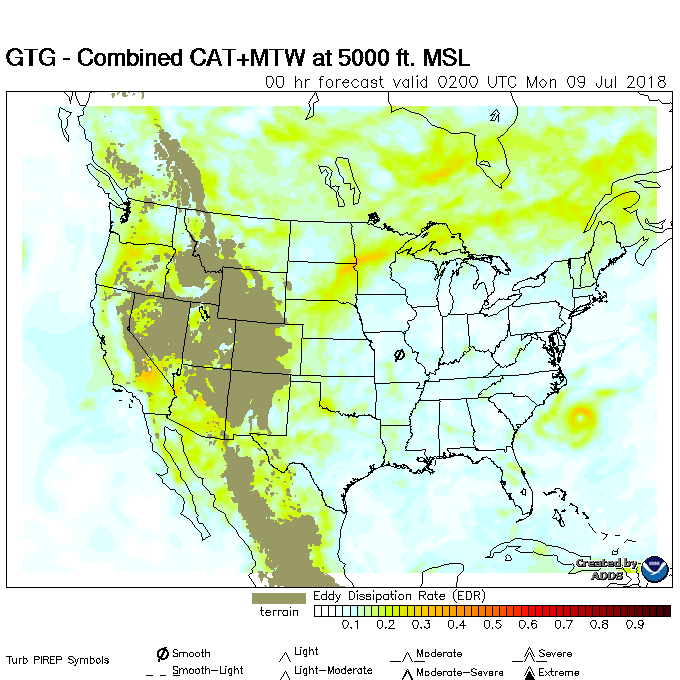 GTG - Combined CAT+MTW at 5000 ft. MSL
00 hr forecast valid 0200 UTC Mon 09 Jul 2018
Created by
ADDS
Eddy Dissipation Rate (EDR)
terrain
0.1 0.2 0.3 0.4 0.5 0.6 0.7 0.8 0.9
Turb PIREP Symbols
Smooth
Light
Moderate
Severe
Smooth-Light
Light-Moderate
Moderate-Severe
Extreme